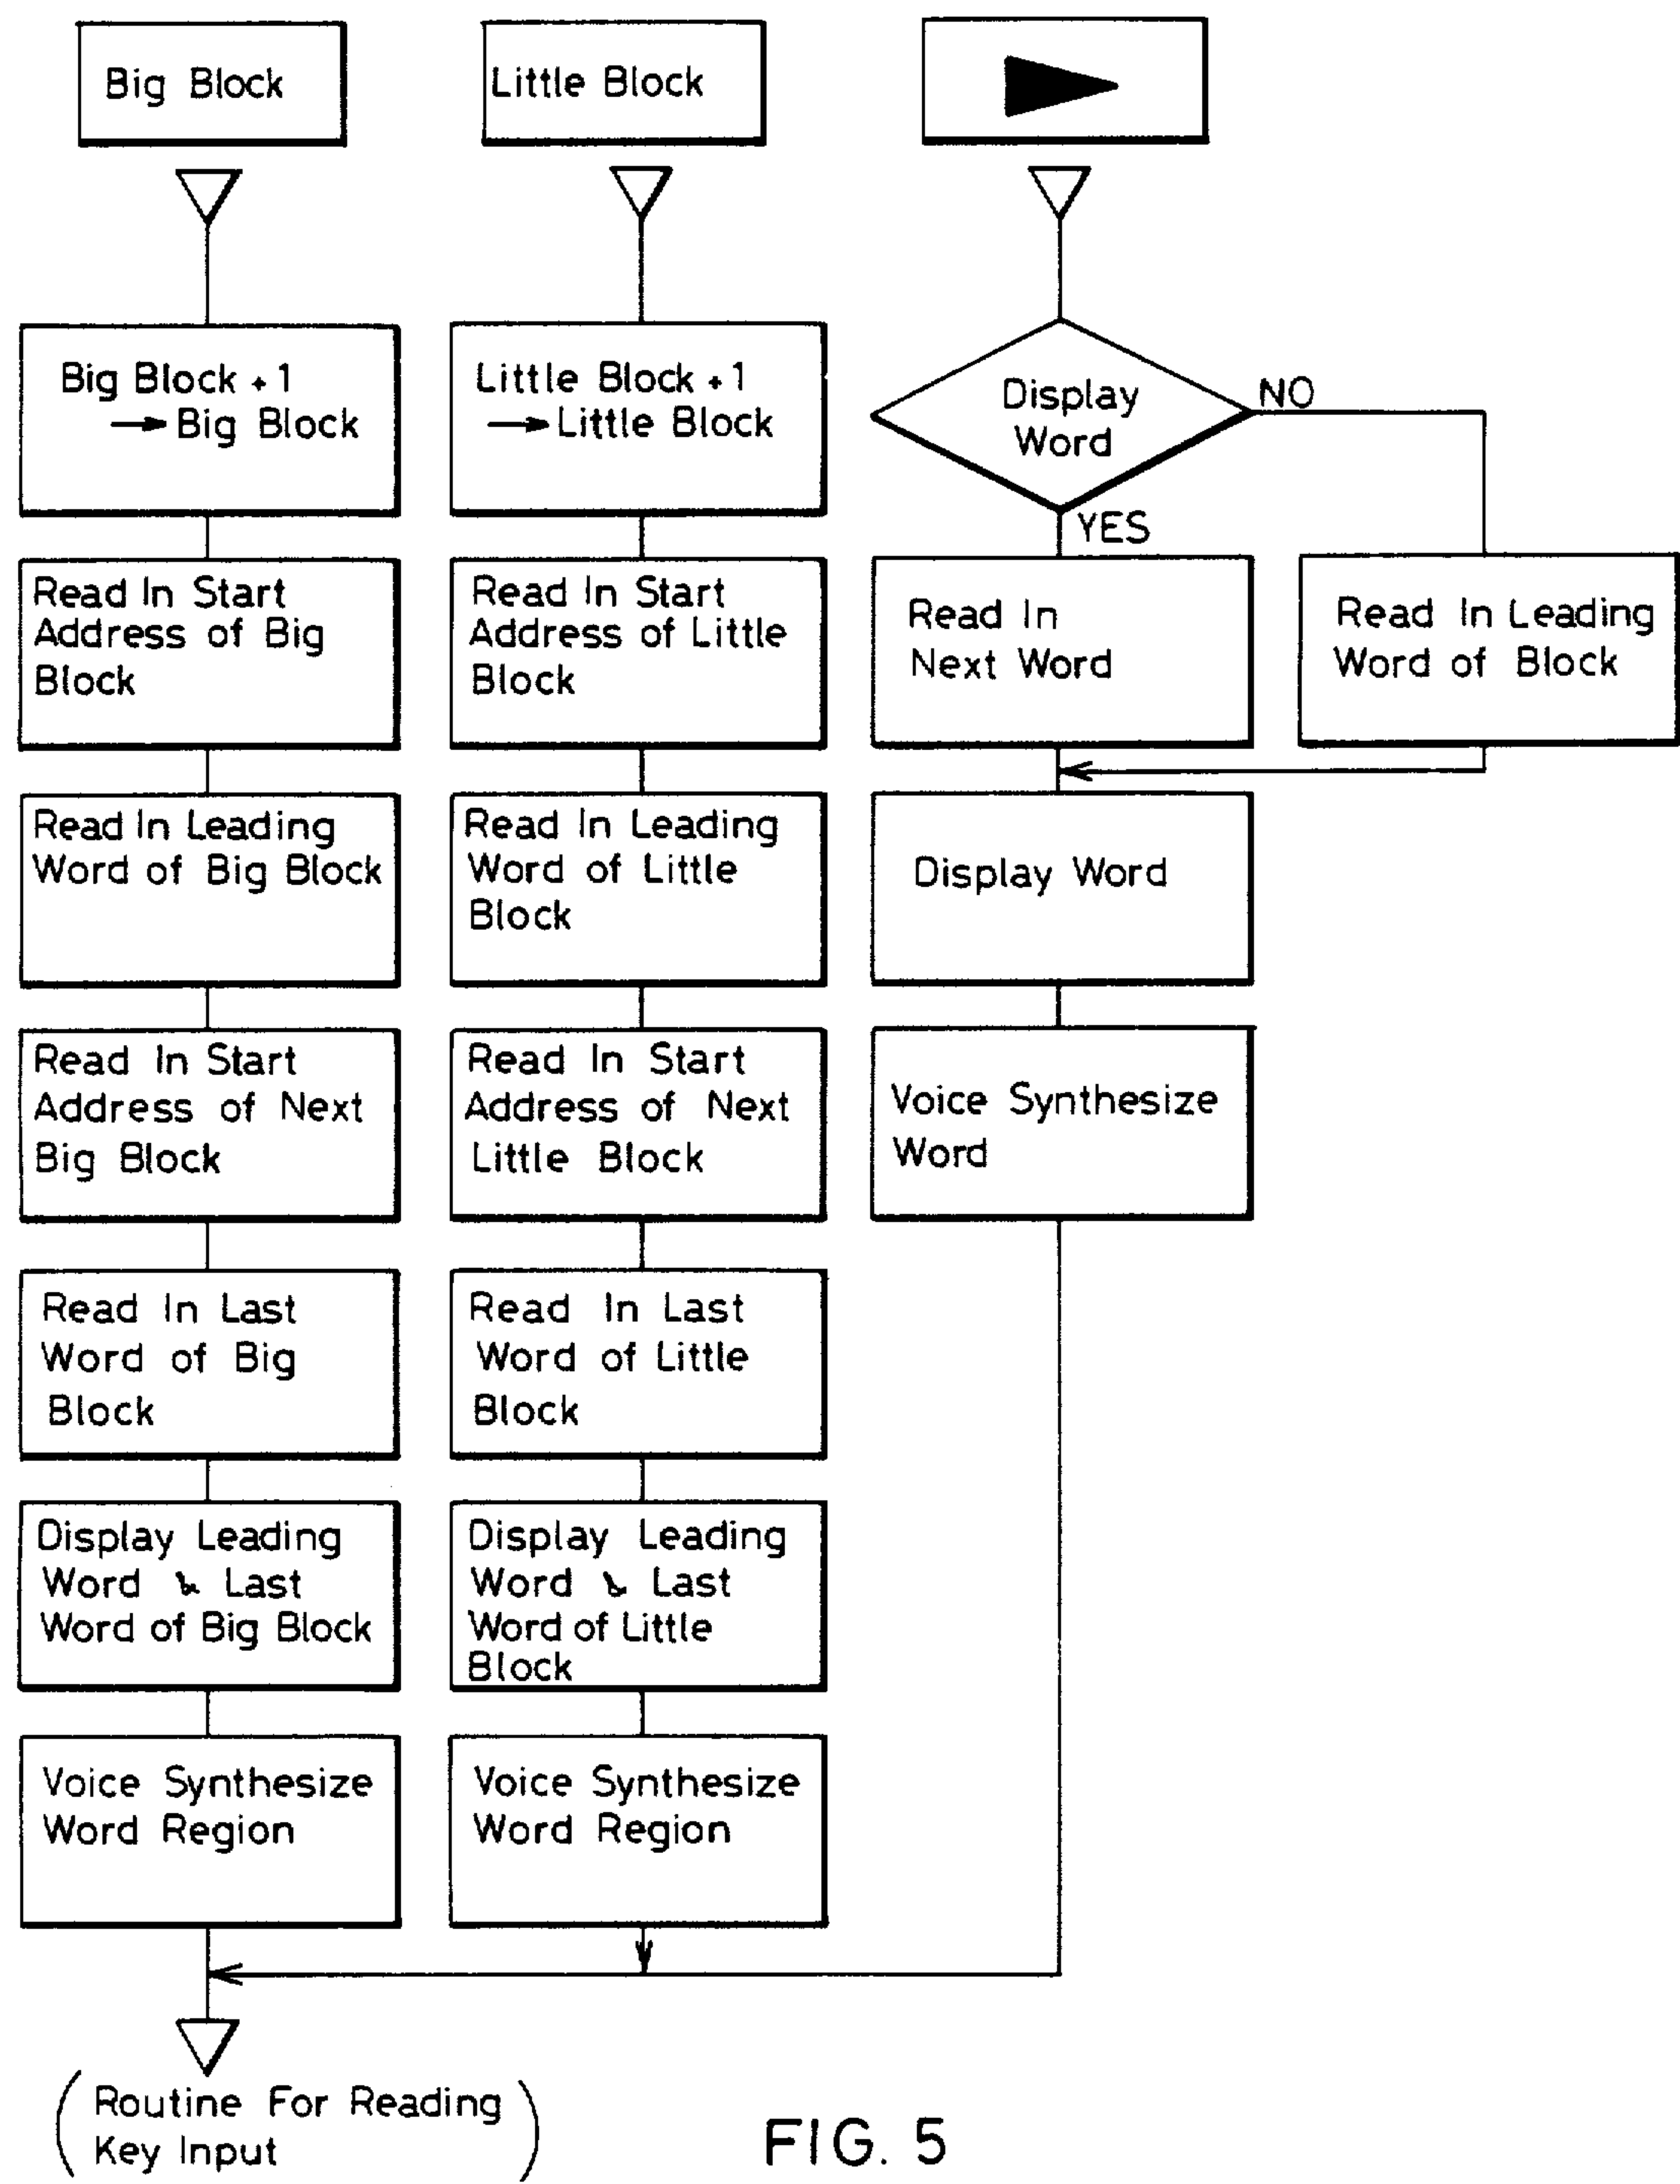 Big Block
Big Block + 1
→ Big Block
Read In Start
Address of Big
Block
Read In Leading
Word of Big Block
Read In Start
Address of Next
Big Block
Read In Last
Word of Big
Block
Display Leading
Word & Last
Word of Big Block
Voice Synthesize
Word Region
Little Block
Little Block + 1
→ Little Block
Read In Start
Address of Little
Block
Read In Leading
Word of Little
Block
Read In Start
Address of Next
Little Block
Read In Last
Word of Little
Block
Display Leading
Word & Last
Word of Little
Block
Voice Synthesize
Word Region
Display
Word
NO
YES
Read In
Next Word
Read In Leading
Word of Block
Display Word
Voice Synthesize
Word
(Routine For Reading
Key Input)
FIG. 5